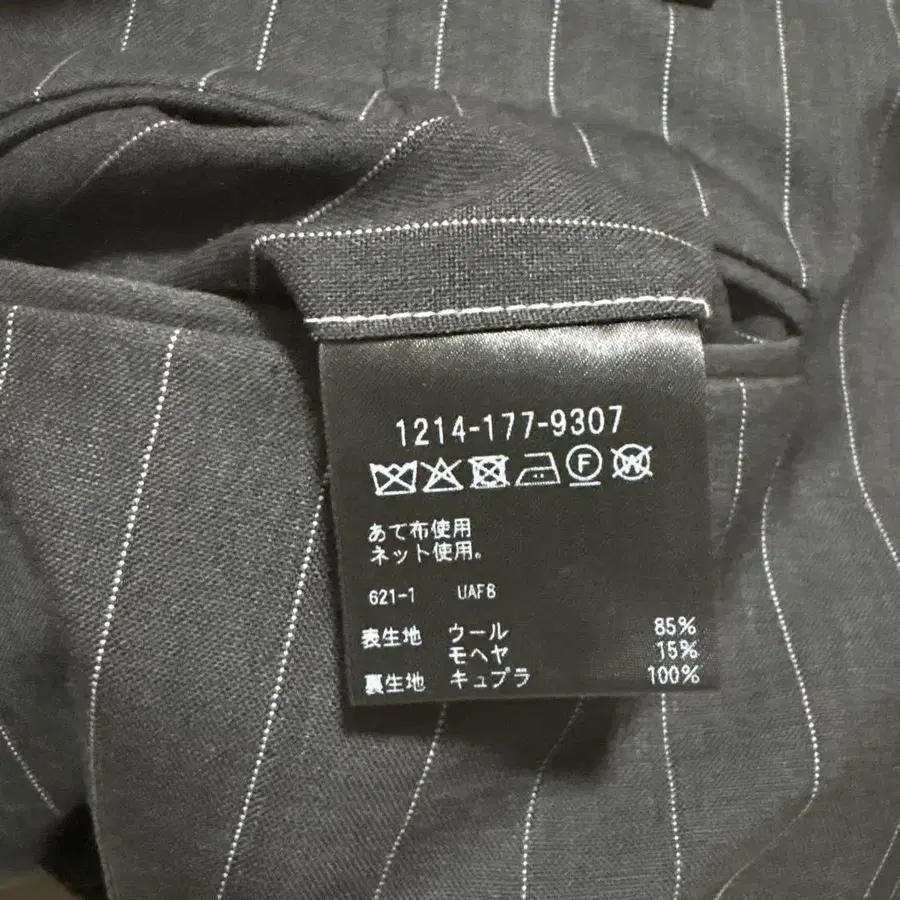 1214-177-9307
F W
あて布使用
ネット使用。
621-1 UAF8
表生地 ウール 85%
モヘヤ 15%
裏生地 キュプラ 100%